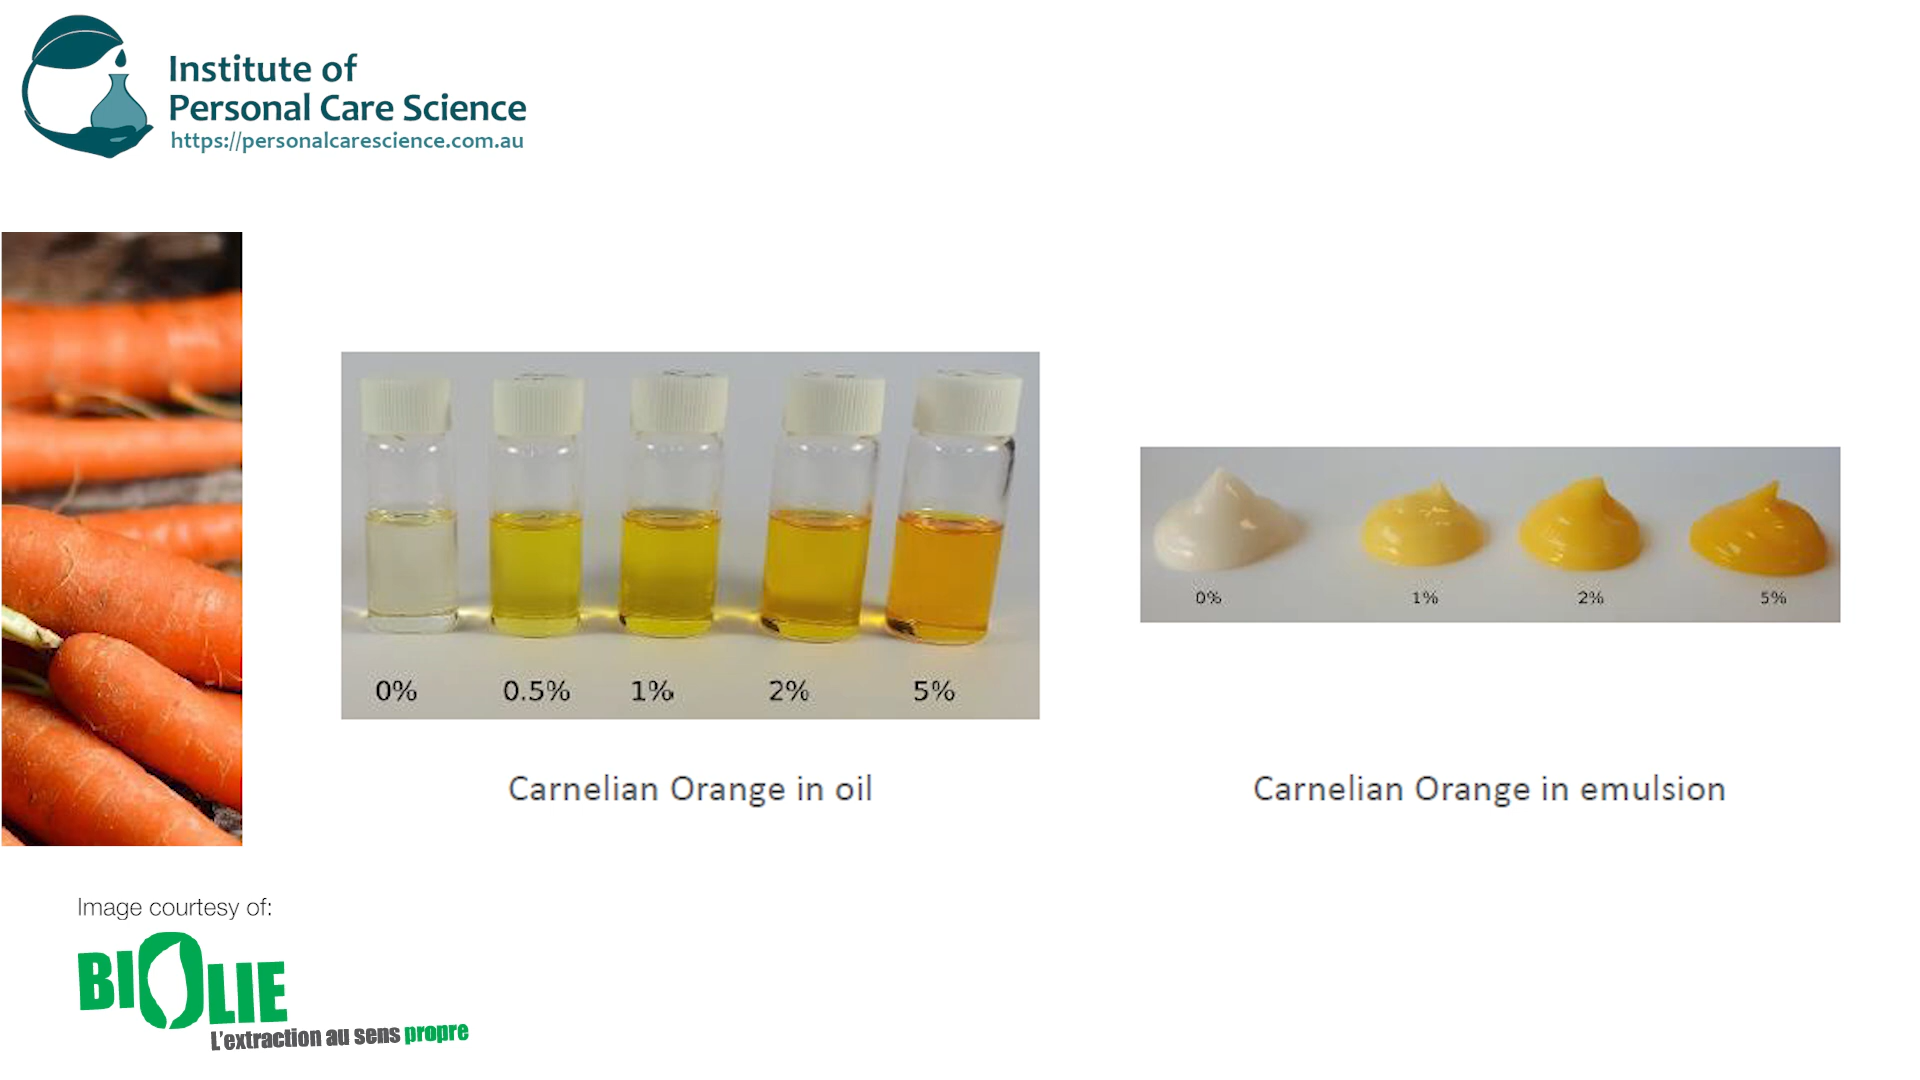 Institute of
Personal Care Science
https://personalcarescience.com.au
0% 0.5% 1% 2% 5%
Carnelian Orange in oil
0% 1% 2% 5%
Carnelian Orange in emulsion
Image courtesy of:
BIOLIE
L'extraction au sens propre